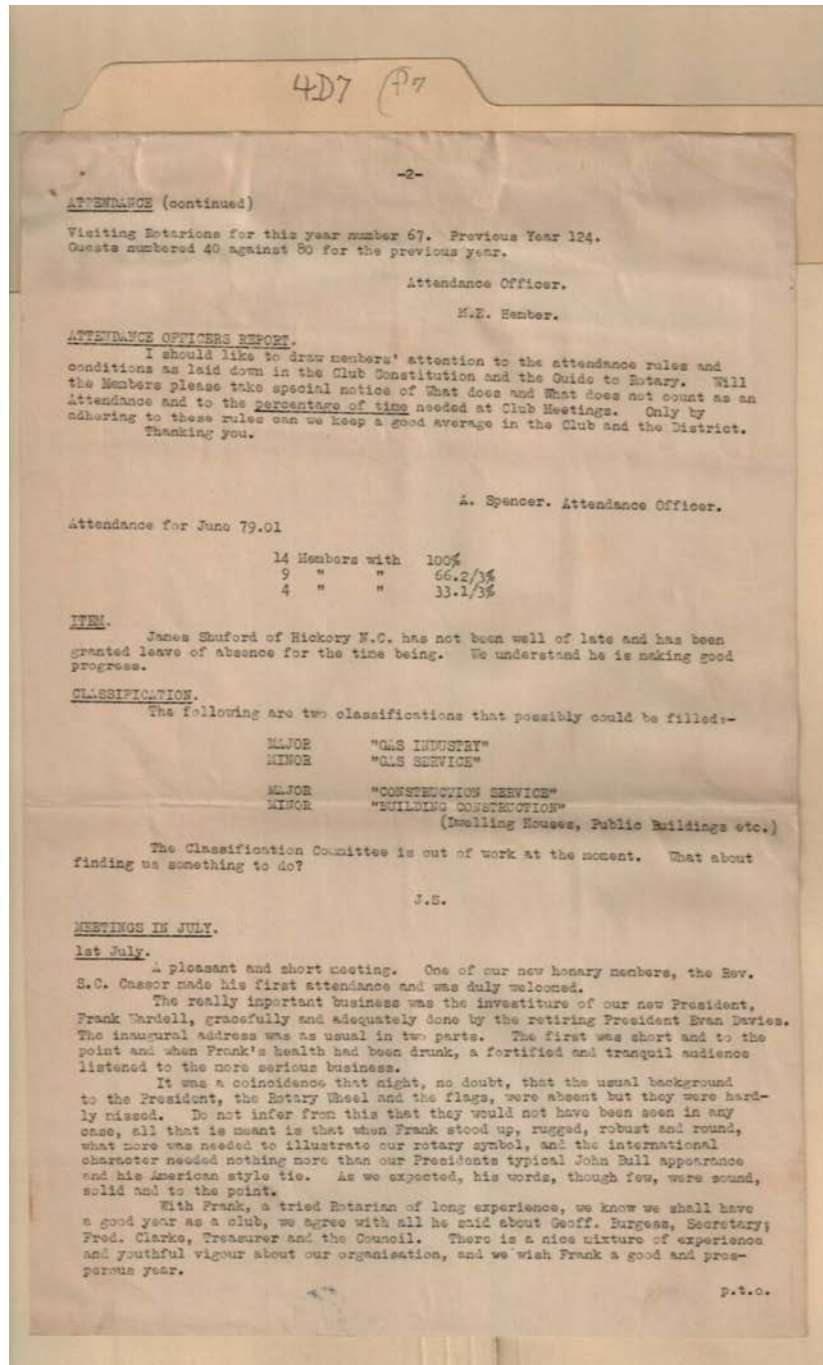 4D7 (P7
-2-
ATTENDANCE (continued)
Visiting Rotarions for this year number 67. Previous Year 124.
Guests numbered 40 against 80 for the previous year.
Attendance Officer.
M.E. Hember.
ATTENDANCE OFFICERS REPORT.
I should like to draw members' attention to the attendance rules and
conditions as laid down in the Club Constitution and the Guide to Rotary. Will
the Members please take special notice of What does and What does not count as an
Attendance and to the percentage of time needed at Club Meetings. Only by
adhering to these rules can we keep a good average in the Club and the District.
Thanking you.
A. Spencer. Attendance Officer.
Attendance for June 79.01
14 Members with 100%
9 " " 66.2/3%
4 " " 33.1/3%
ITEM.
James Shuford of Hickory N.C. has not been well of late and has been
granted leave of absence for the time being. We understand he is making good
progress.
CLASSIFICATION.
The following are two classifications that possibly could be filled:-
MAJOR "GAS INDUSTRY"
MINOR "GAS SERVICE"
MAJOR "CONSTRUCTION SERVICE"
MINOR "BUILDING CONSTRUCTION"
(Dwelling Houses, Public Buildings etc.)
The Classification Committee is out of work at the moment. What about
finding us something to do?
J.S.
MEETINGS IN JULY.
1st July.
A pleasant and short meeting. One of our new honary members, the Rev.
S.C. Cassor made his first attendance and was duly welcomed.
The really important business was the investiture of our new President,
Frank Wardell, gracefully and adequately done by the retiring President Evan Davies.
The inaugural address was as usual in two parts. The first was short and to the
point and when Frank's health had been drunk, a fortified and tranquil audience
listened to the more serious business.
It was a coincidence that night, no doubt, that the usual background
to the President, the Rotary Wheel and the flags, were absent but they were hard-
ly missed. Do not infer from this that they would not have been seen in any
case, all that is meant is that when Frank stood up, rugged, robust and round,
what more was needed to illustrate our rotary symbol, and the international
character needed nothing more than our Presidents typical John Bull appearance
and his American style tie. As we expected, his words, though few, were sound,
solid and to the point.
With Frank, a tried Rotarian of long experience, we know we shall have
a good year as a club, we agree with all he said about Geoff. Burgess, Secretary;
Fred. Clarke, Treasurer and the Council. There is a nice mixture of experience
and youthful vigour about our organisation, and we wish Frank a good and pros-
perous year.
p.t.o.